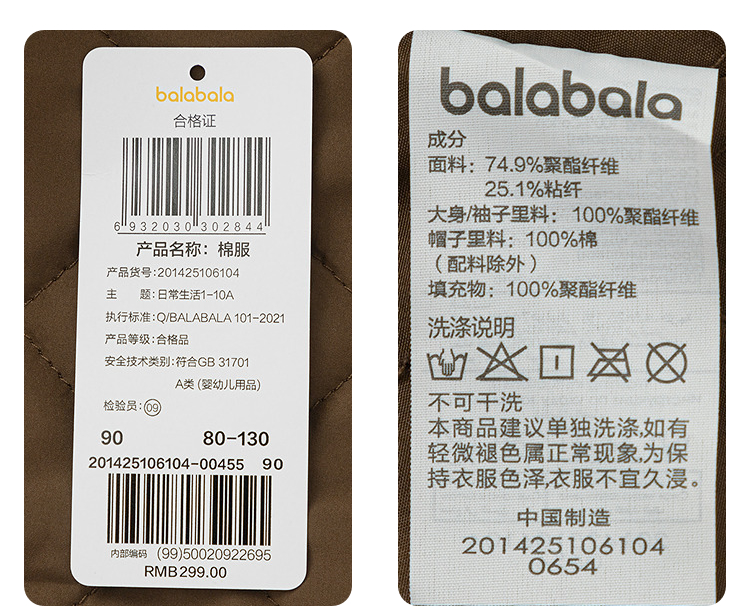 balabala
合格证
6 932030 302844
产品名称：棉服
产品货号：201425106104
主 题：日常生活1-10A
执行标准：Q/BALABALA 101-2021
产品等级：合格品
安全技术类别：符合GB 31701
A类 (婴幼儿用品)
检验员：09
90 80-130
201425106104-00455 90
内部编码 (99)50020922695
RMB299.00
balabala
成分
面料：74.9%聚酯纤维
25.1%粘纤
大身/袖子里料：100%聚酯纤维
帽子里料：100%棉
（配料除外）
填充物：100%聚酯纤维
洗涤说明
不可干洗
本商品建议单独洗涤,如有
轻微褪色属正常现象,为保
持衣服色泽,衣服不宜久浸。
中国制造
201425106104
0654